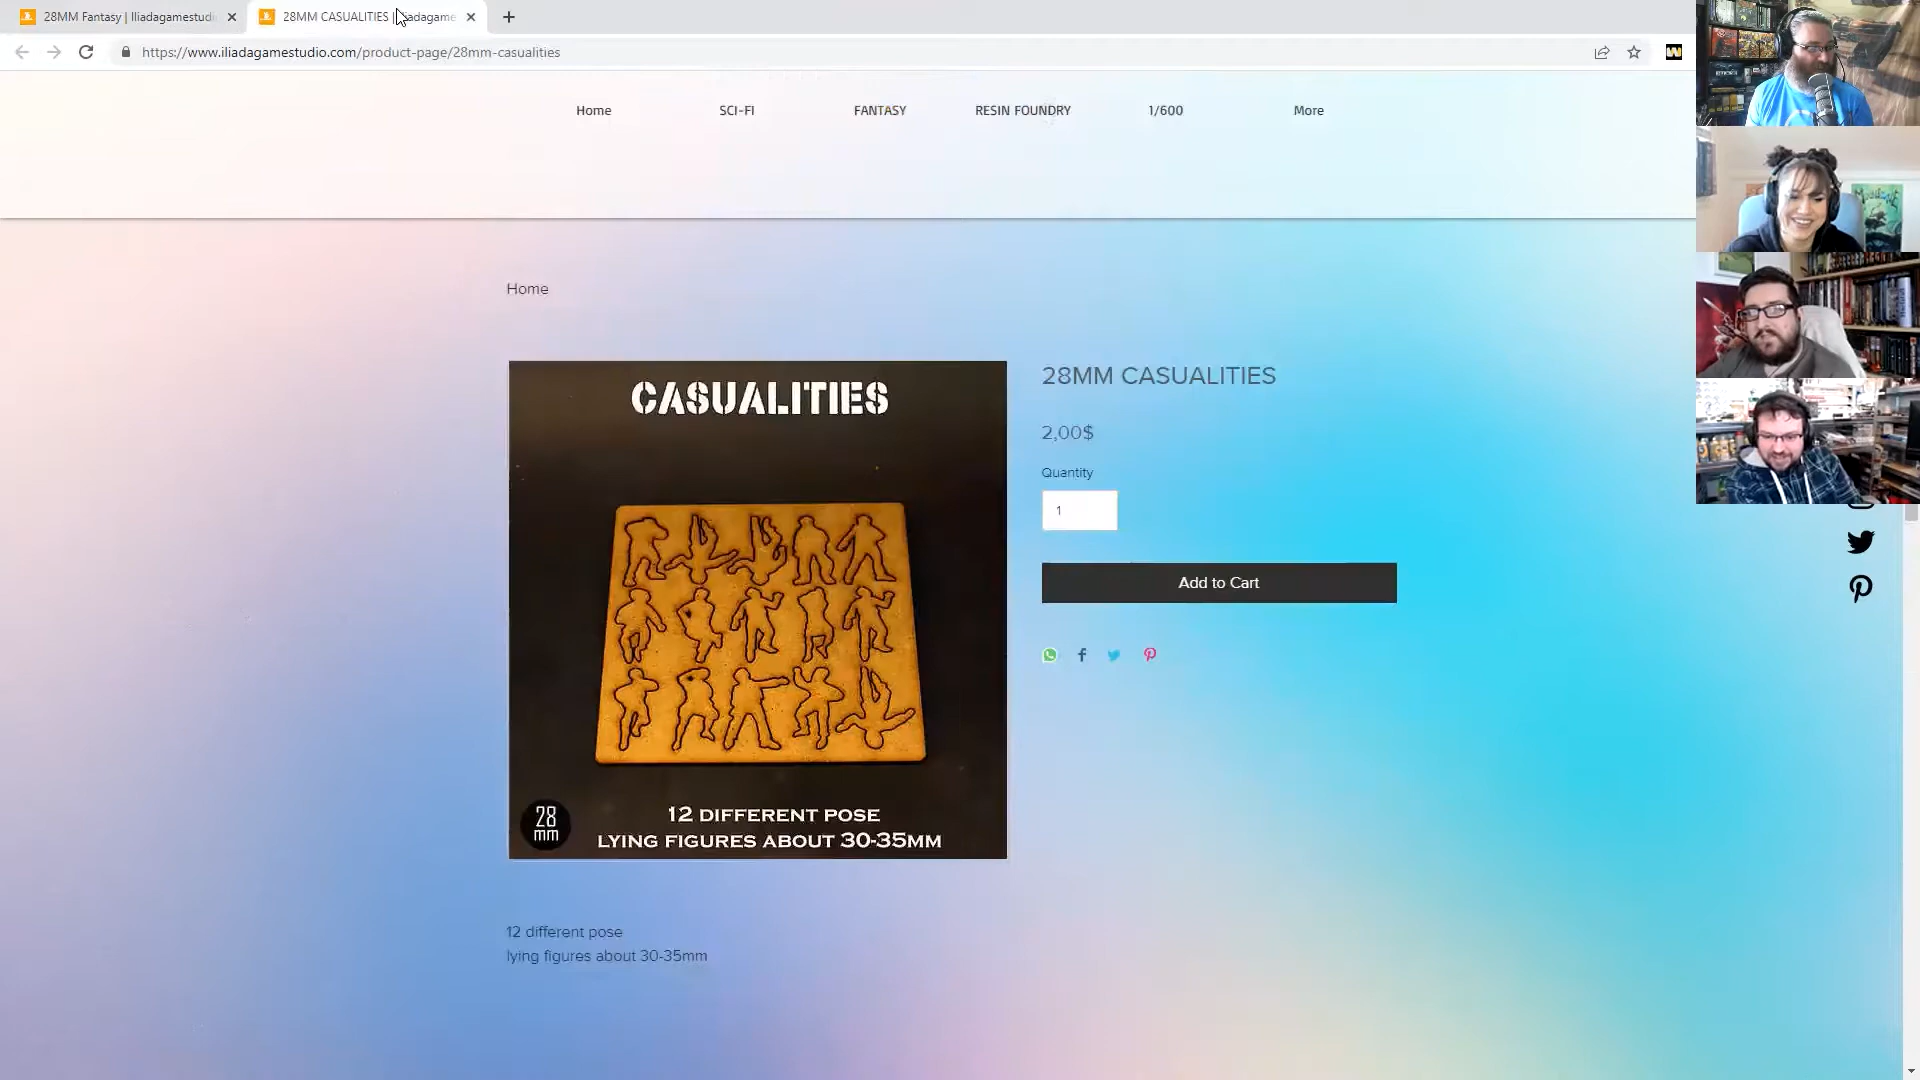 28MM Fantasy | Iliadagamestudi
28MM CASUALITIES | Iliadagame
https://www.iliadagamestudio.com/product-page/28mm-casualities
Home
SCI-FI
FANTASY
RESIN FOUNDRY
1/600
More
Home
CASUALITIES
28
mm
12 DIFFERENT POSE
LYING FIGURES ABOUT 30-35MM
28MM CASUALITIES
2,00$
Quantity
1
Add to Cart
12 different pose
lying figures about 30-35mm